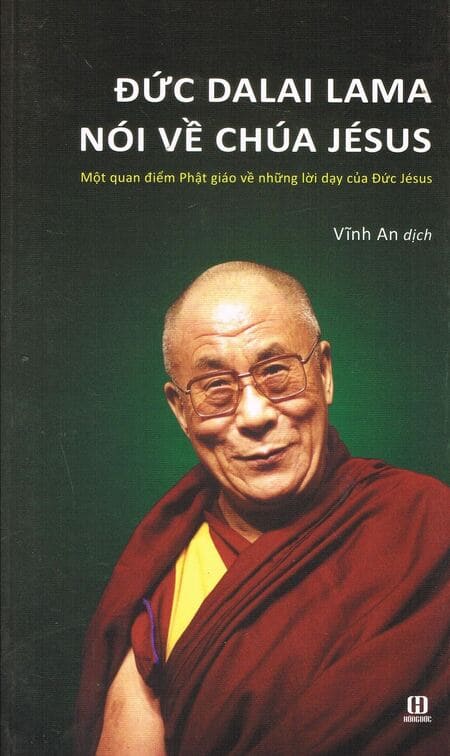 ĐỨC DALAI LAMA
NÓI VỀ CHÚA JÉSUS
Một quan điểm Phật giáo về những lời dạy của Đức Jésus
Vĩnh An dịch
HỒNG ĐỨC